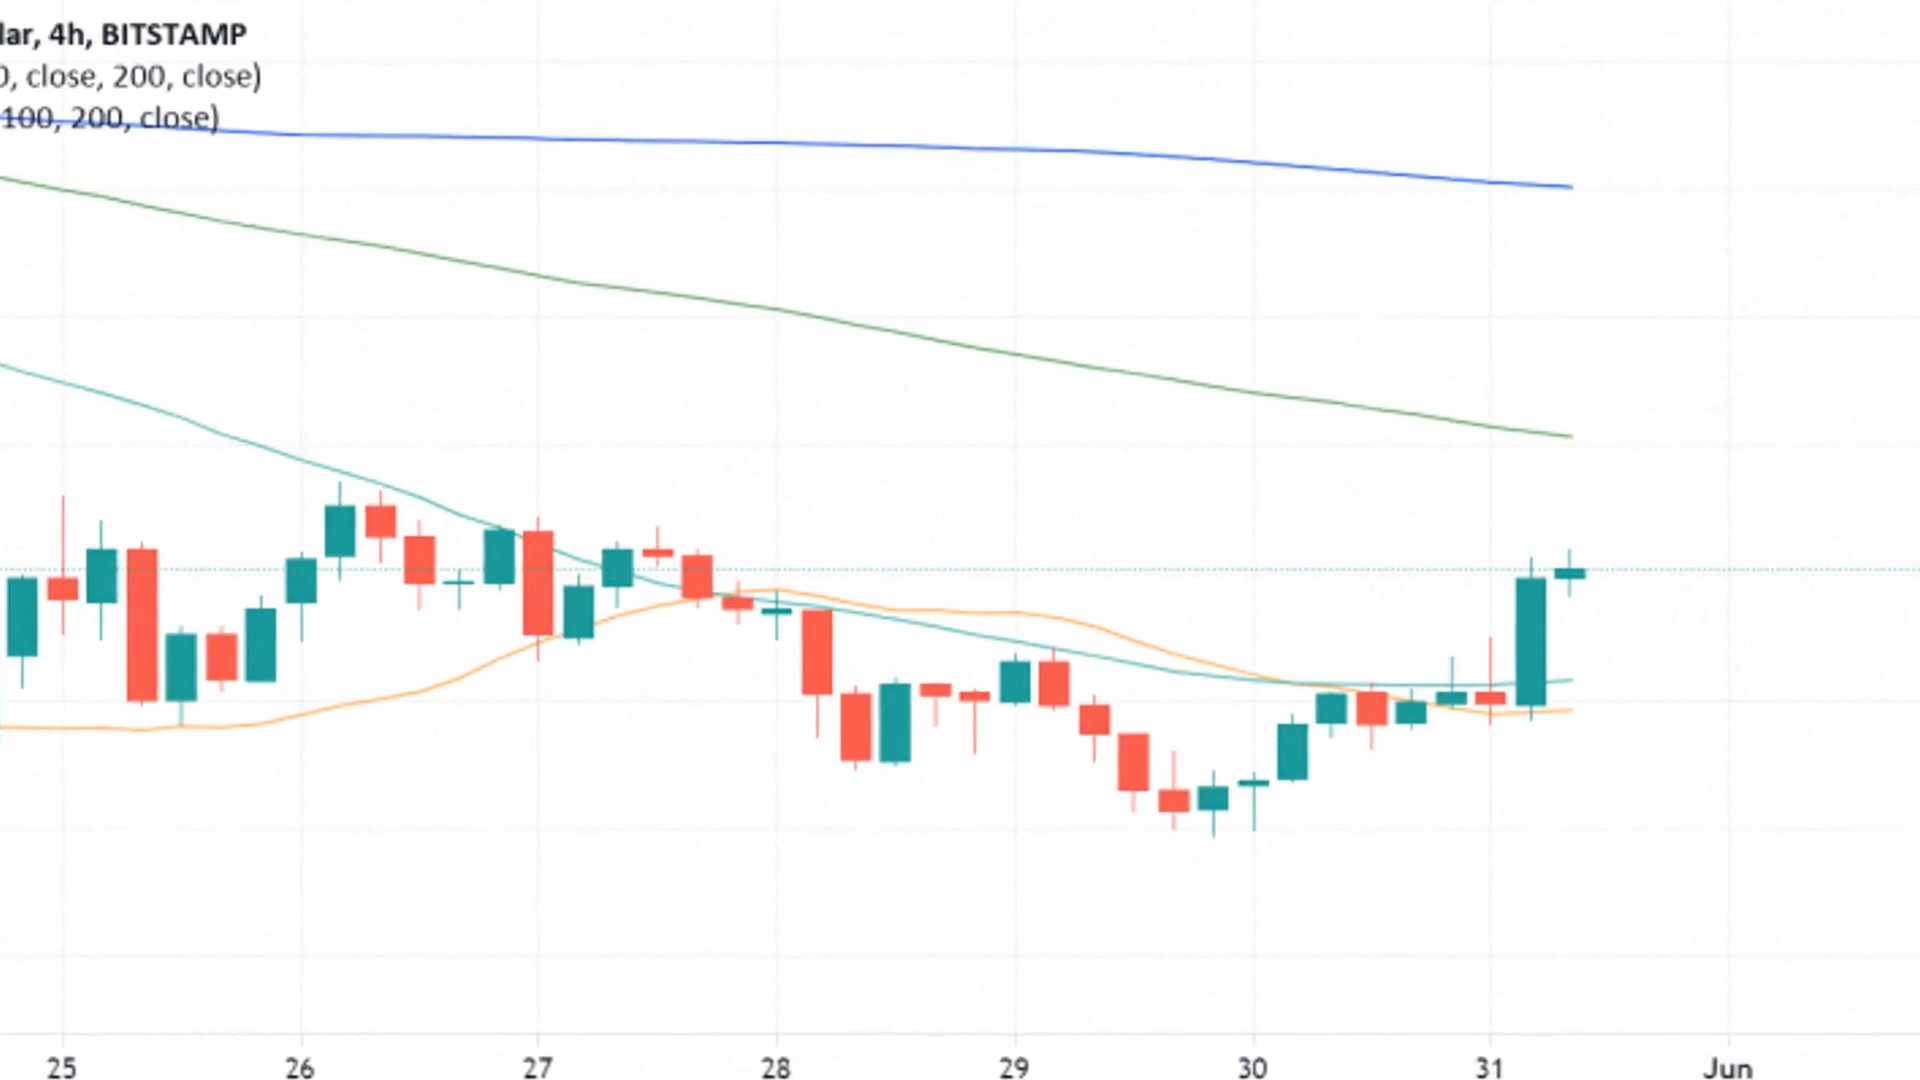 lar, 4h, BITSTAMP
0, close, 200, close)
100, 200, close)
25 26 27 28 29 30 31 Jun